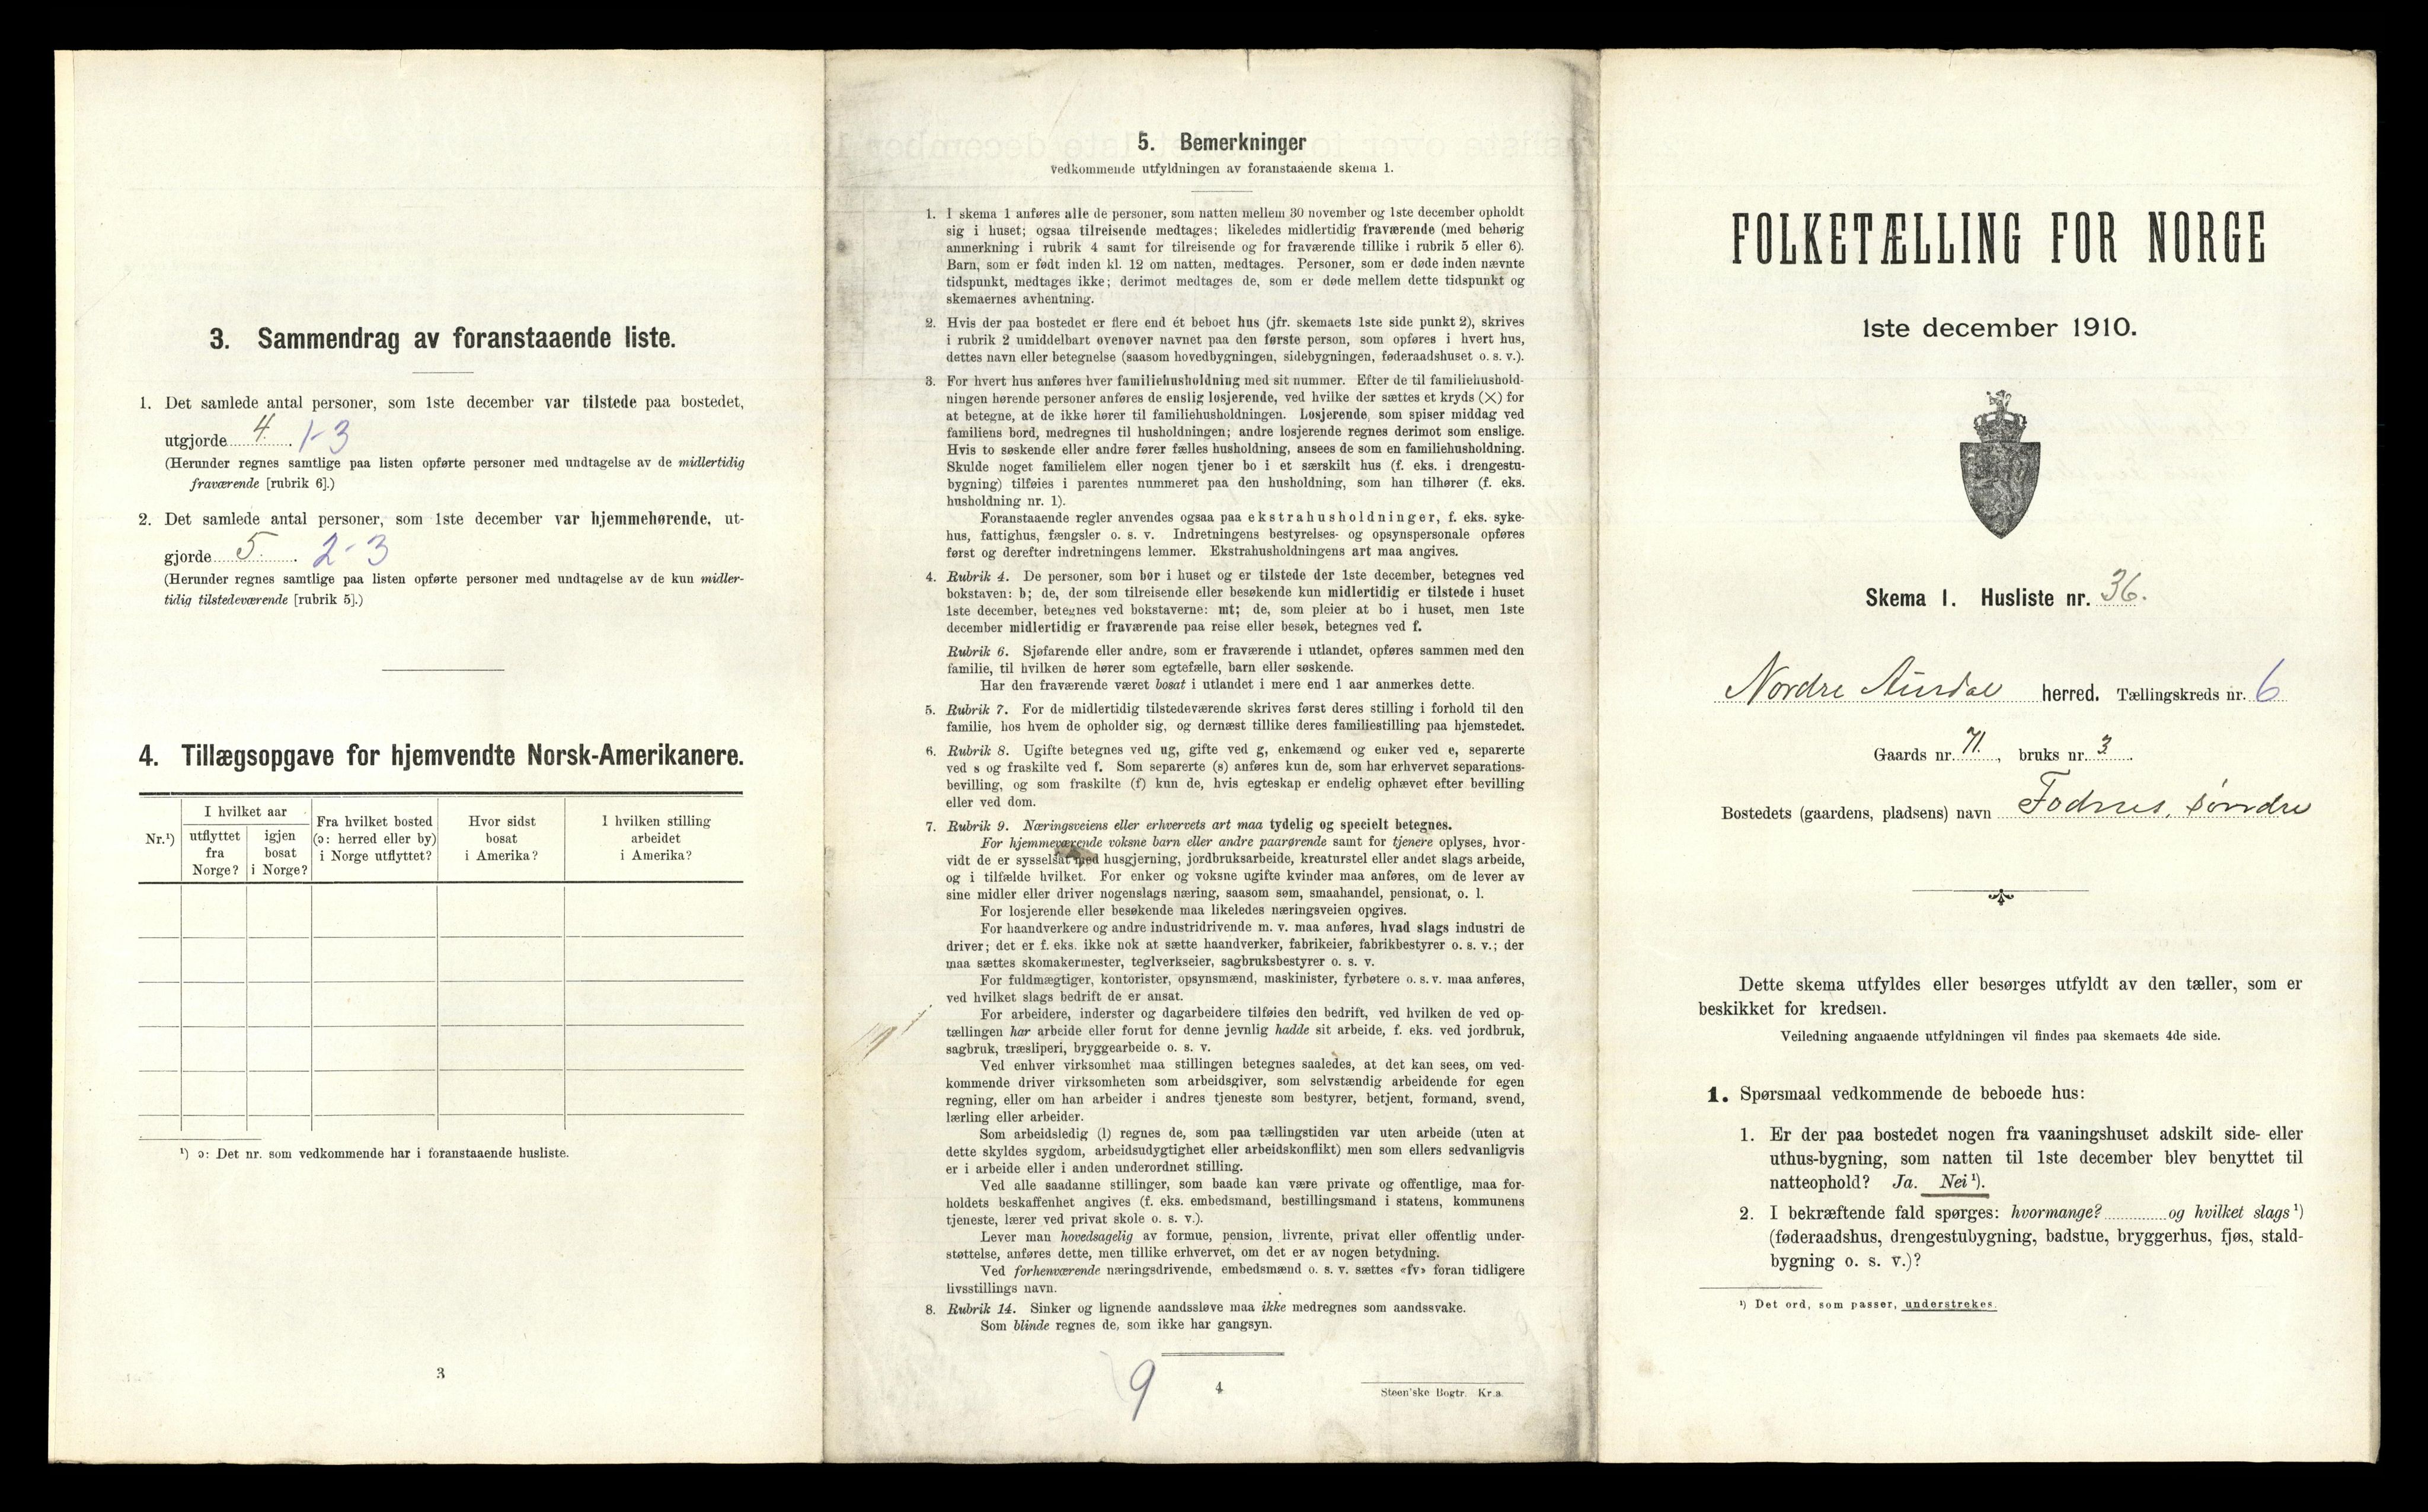 3. Sammendrag av foranstaaende liste.
1. Det samlede antal personer, som 1ste december var tilstede paa bostedet,
utgjorde 4. 1-3
(Herunder regnes samtlige paa listen opførte personer med undtagelse av de midlertidig
fraværende [rubrik 6].)
2. Det samlede antal personer, som 1ste december var hjemmehørende, ut-
gjorde 5. 2-3
(Herunder regnes samtlige paa listen opførte personer med undtagelse av de kun midler-
tidig tilstedeværende [rubrik 5].)
4. Tillægsopgave for hjemvendte Norsk-Amerikanere.
Nr.¹)
I hvilket aar
utflyttet fra Norge?
igjen bosat i Norge?
Fra hvilket bosted (ɔ: herred eller by) i Norge utflyttet?
Hvor sidst bosat i Amerika?
I hvilken stilling arbeidet i Amerika?
¹) ɔ: Det nr. som vedkommende har i foranstaaende husliste.
3
5. Bemerkninger
vedkommende utfyldningen av foranstaaende skema 1.
1. I skema 1 anføres alle de personer, som natten mellem 30 november og 1ste december opholdt
sig i huset; ogsaa tilreisende medtages; likeledes midlertidig fraværende (med behørig
anmerkning i rubrik 4 samt for tilreisende og for fraværende tillike i rubrik 5 eller 6).
Barn, som er født inden kl. 12 om natten, medtages. Personer, som er døde inden nævnte
tidspunkt, medtages ikke; derimot medtages de, som er døde mellem dette tidspunkt og
skemaernes avhentning.
2. Hvis der paa bostedet er flere end ét beboet hus (jfr. skemaets 1ste side punkt 2), skrives
i rubrik 2 umiddelbart ovenover navnet paa den første person, som opføres i hvert hus,
dettes navn eller betegnelse (saasom hovedbygningen, sidebygningen, føderaadshuset o. s. v.).
3. For hvert hus anføres hver familiehusholdning med sit nummer. Efter de til familiehushold-
ningen hørende personer anføres de enslig losjerende, ved hvilke der sættes et kryds (×) for
at betegne, at de ikke hører til familiehusholdningen. Losjerende, som spiser middag ved
familiens bord, medregnes til husholdningen; andre losjerende regnes derimot som enslige.
Hvis to søskende eller andre fører fælles husholdning, ansees de som en familiehusholdning.
Skulde noget familielem eller nogen tjener bo i et særskilt hus (f. eks. i drengestu-
bygning) tilføies i parentes nummeret paa den husholdning, som han tilhører (f. eks.
husholdning nr. 1).
Foranstaaende regler anvendes ogsaa paa ekstrahusholdninger, f. eks. syke-
hus, fattighus, fængsler o. s. v. Indretningens bestyrelses- og opsynspersonale opføres
først og derefter indretningens lemmer. Ekstrahusholdningens art maa angives.
4. Rubrik 4. De personer, som bor i huset og er tilstede der 1ste december, betegnes ved
bokstaven: b; de, der som tilreisende eller besøkende kun midlertidig er tilstede i huset
1ste december, betegnes ved bokstaverne: mt; de, som pleier at bo i huset, men 1ste
december midlertidig er fraværende paa reise eller besøk, betegnes ved f.
Rubrik 6. Sjøfarende eller andre, som er fraværende i utlandet, opføres sammen med den
familie, til hvilken de hører som egtefælle, barn eller søskende.
Har den fraværende været bosat i utlandet i mere end 1 aar anmerkes dette.
5. Rubrik 7. For de midlertidig tilstedeværende skrives først deres stilling i forhold til den
familie, hos hvem de opholder sig, og dernæst tillike deres familiestilling paa hjemstedet.
6. Rubrik 8. Ugifte betegnes ved ug, gifte ved g, enkemænd og enker ved e, separerte
ved s og fraskilte ved f. Som separerte (s) anføres kun de, som har erhvervet separations-
bevilling, og som fraskilte (f) kun de, hvis egteskap er endelig ophævet efter bevilling
eller ved dom.
7. Rubrik 9. Næringsveiens eller erhvervets art maa tydelig og specielt betegnes.
For hjemmeværende voksne barn eller andre paarørende samt for tjenere oplyses, hvor-
vidt de er sysselsat med husgjerning, jordbruksarbeide, kreaturstel eller andet slags arbeide,
og i tilfælde hvilket. For enker og voksne ugifte kvinder maa anføres, om de lever av
sine midler eller driver nogenslags næring, saasom søm, smaahandel, pensionat, o. l.
For losjerende eller besøkende maa likeledes næringsveien opgives.
For haandverkere og andre industridrivende m. v. maa anføres, hvad slags industri de
driver; det er f. eks. ikke nok at sætte haandverker, fabrikeier, fabrikbestyrer o. s. v.; der
maa sættes skomakermester, teglverkseier, sagbruksbestyrer o. s. v.
For fuldmægtiger, kontorister, opsynsmænd, maskinister, fyrbøtere o. s. v. maa anføres,
ved hvilket slags bedrift de er ansat.
For arbeidere, inderster og dagarbeidere tilføies den bedrift, ved hvilken de ved op-
tællingen har arbeide eller forut for denne jevnlig hadde sit arbeide, f. eks. ved jordbruk,
sagbruk, træsliperi, bryggearbeide o. s. v.
Ved enhver virksomhet maa stillingen betegnes saaledes, at det kan sees, om ved-
kommende driver virksomheten som arbeidsgiver, som selvstændig arbeidende for egen
regning, eller om han arbeider i andres tjeneste som bestyrer, betjent, formand, svend,
lærling eller arbeider.
Som arbeidsledig (l) regnes de, som paa tællingstiden var uten arbeide (uten at
dette skyldes sygdom, arbeidsudygtighet eller arbeidskonflikt) men som ellers sedvanligvis
er i arbeide eller i anden underordnet stilling.
Ved alle saadanne stillinger, som baade kan være private og offentlige, maa for-
holdets beskaffenhet angives (f. eks. embedsmand, bestillingsmand i statens, kommunens
tjeneste, lærer ved privat skole o. s. v.).
Lever man hovedsagelig av formue, pension, livrente, privat eller offentlig under-
støttelse, anføres dette, men tillike erhvervet, om det er av nogen betydning.
Ved forhenværende næringsdrivende, embedsmænd o. s. v. sættes «fv» foran tidligere
livsstillings navn.
8. Rubrik 14. Sinker og lignende aandssløve maa ikke medregnes som aandssvake.
Som blinde regnes de, som ikke har gangsyn.
9
4
Steen'ske Bogtr. Kr.a.
FOLKETÆLLING FOR NORGE
1ste december 1910.
Skema 1. Husliste nr. 36.
Nordre Aurdal herred. Tællingskreds nr. 6
Gaards nr. 71, bruks nr. 3.
Bostedets (gaardens, pladsens) navn Fodnes, søndre
Dette skema utfyldes eller besørges utfyldt av den tæller, som er
beskikket for kredsen.
Veiledning angaaende utfyldningen vil findes paa skemaets 4de side.
1. Spørsmaal vedkommende de beboede hus:
1. Er der paa bostedet nogen fra vaaningshuset adskilt side- eller
uthus-bygning, som natten til 1ste december blev benyttet til
natteophold? Ja. Nei¹).
2. I bekræftende fald spørges: hvormange? og hvilket slags¹)
(føderaadshus, drengestubygning, badstue, bryggerhus, fjøs, stald-
bygning o. s. v.)?
¹) Det ord, som passer, understrekes.